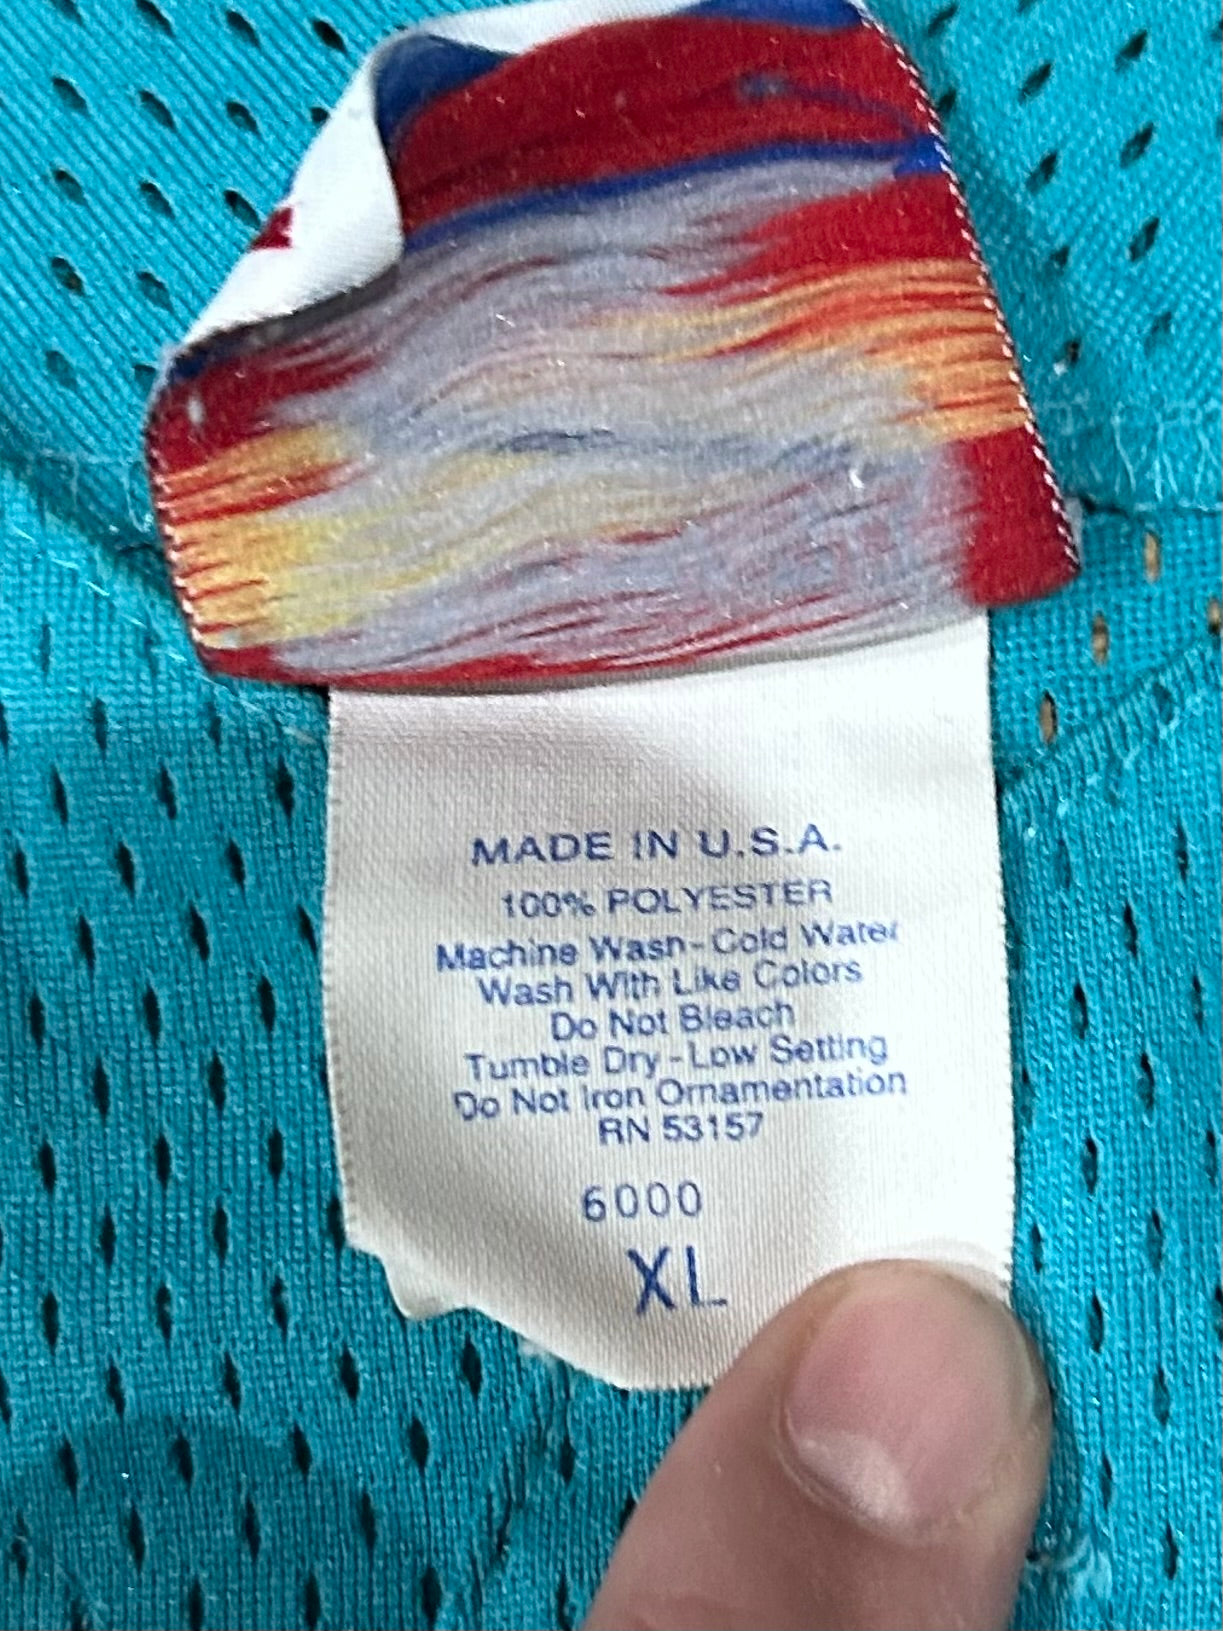 MADE IN U.S.A.
100% POLYESTER
Machine Wash-Cold Water
Wash With Like Colors
Do Not Bleach
Tumble Dry-Low Setting
Do Not Iron Ornamentation
RN 53157
6000
XL